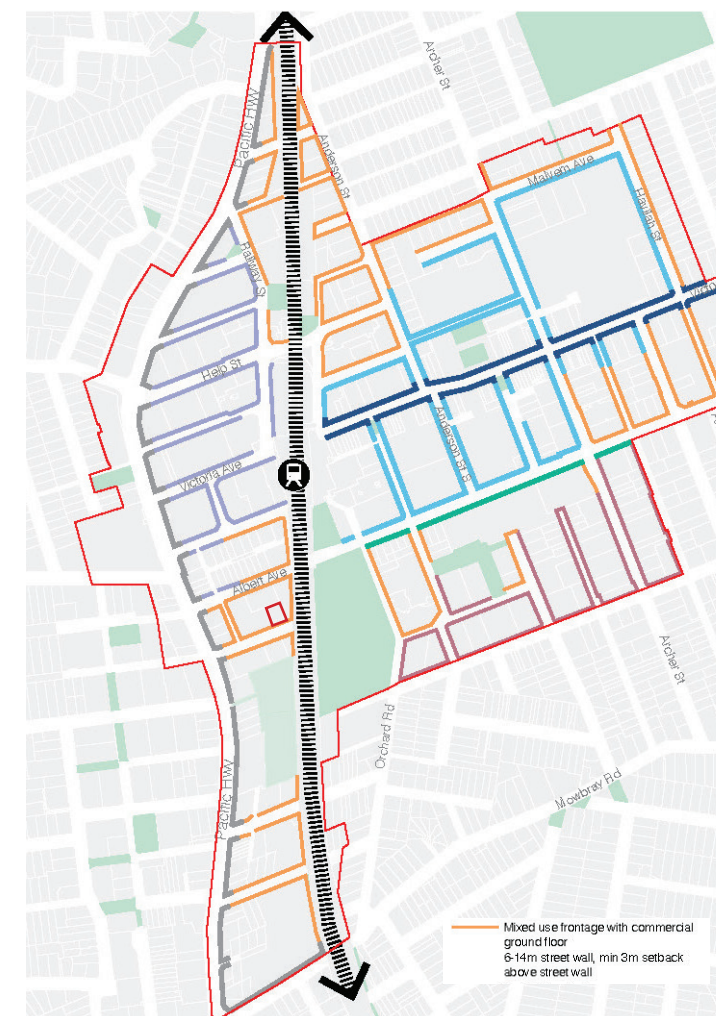 Archer St
Pacific HWY
Anderson St
Malvern Ave
Havilah St
Railway St
Help St
Anderson St S
Victoria Ave
Albert Ave
Archer St
Orchard Rd
Mowbray Rd
Pacific HWY
Mixed use frontage with commercial
ground floor
6-14m street wall, min 3m setback
above street wall